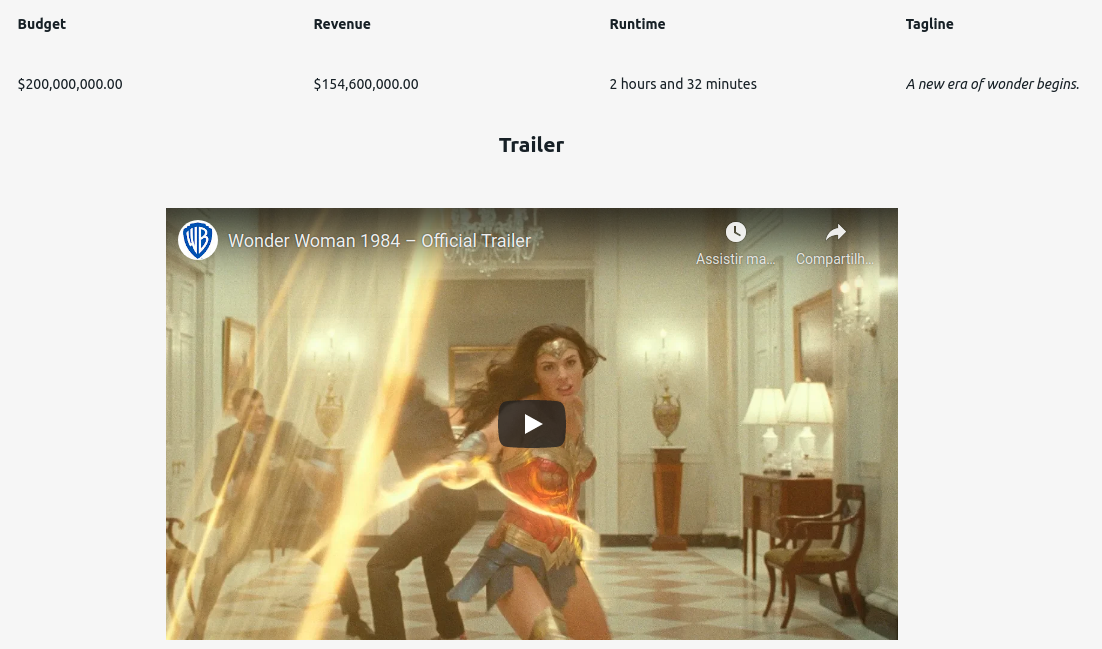 Budget Revenue Runtime Tagline
$200,000,000.00 $154,600,000.00 2 hours and 32 minutes A new era of wonder begins.
Trailer
WB Wonder Woman 1984 – Official Trailer
Assistir ma... Compartilh...